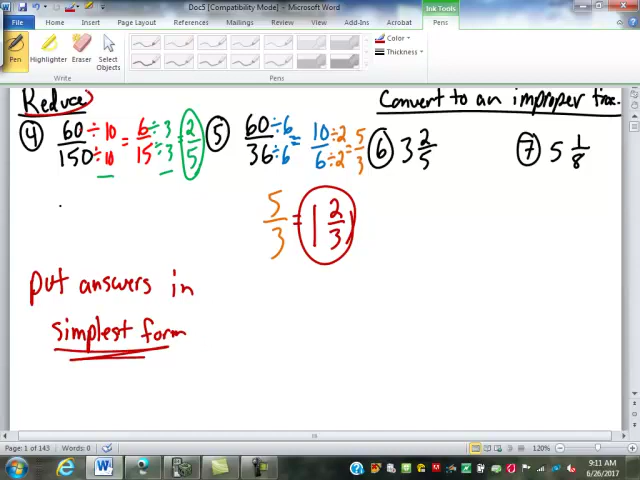 Doc5 [Compatibility Mode] - Microsoft Word
Ink Tools
File Home Insert Page Layout References Mailings Review View Acrobat Pens
Pen Highlighter Eraser Select Objects
Color
Thickness
Write
Pens
Reduce
Convert to an improper frac.
④ 60/150 ÷10/÷10 = 6/15 ÷3/÷3 = 2/5
⑤ 60/36 ÷6/÷6 = 10/6 ÷2/÷2 = 5/3
⑥ 3 2/5
⑦ 5 1/8
5/3 = 1 2/3
put answers in
simplest form
Page: 1 of 143
120%
9:11 AM
6/26/2017